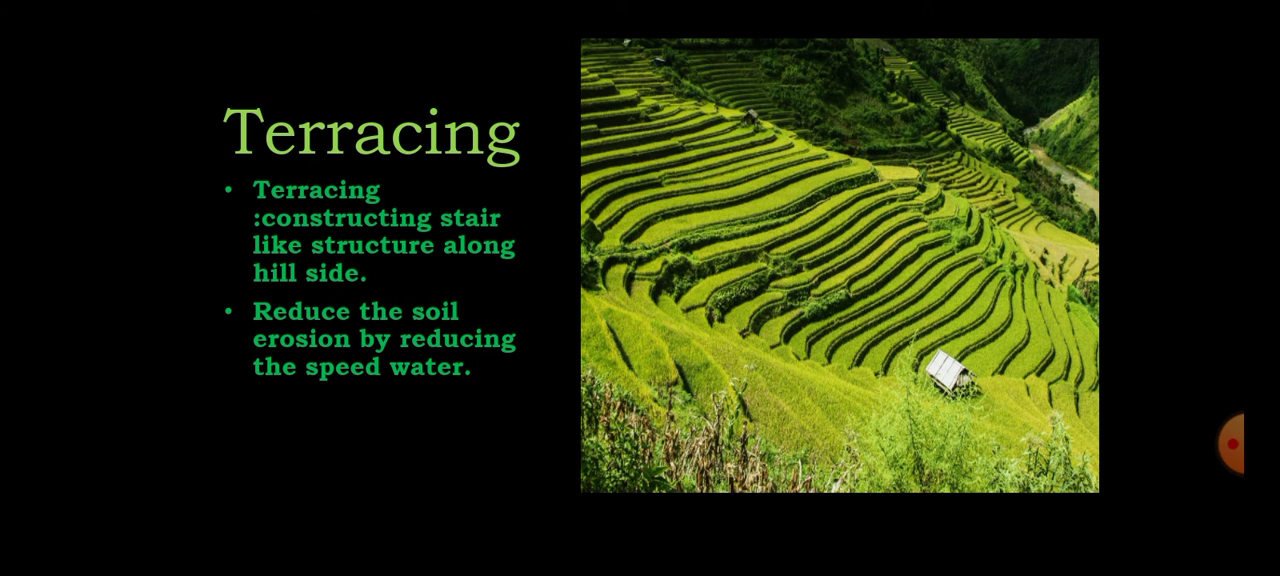 Terracing
• Terracing
:constructing stair
like structure along
hill side.
• Reduce the soil
erosion by reducing
the speed water.